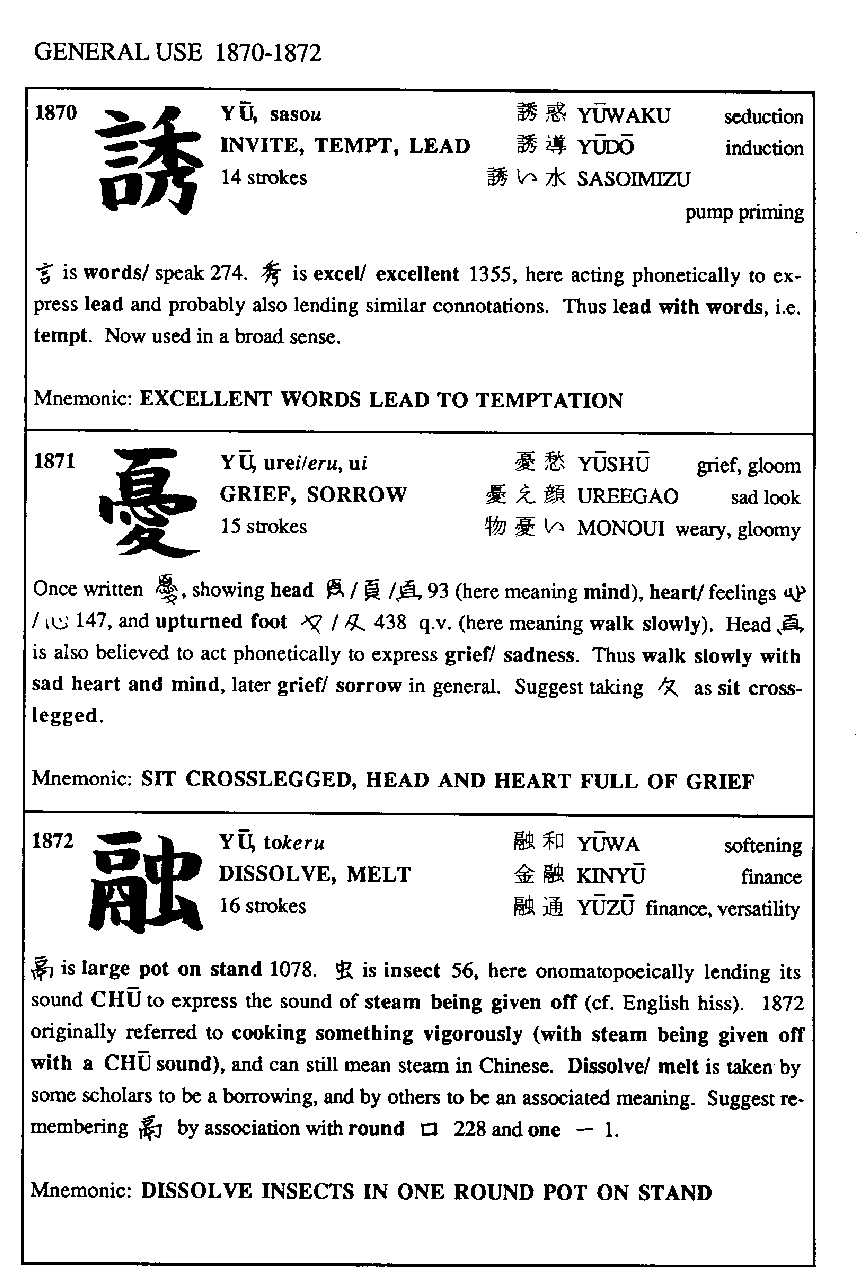 GENERAL USE 1870-1872
1870 誘 YŪ, sasou 誘惑 YŪWAKU seduction
INVITE, TEMPT, LEAD 誘導 YŪDŌ induction
14 strokes 誘い水 SASOIMIZU
pump priming
言 is words/ speak 274. 秀 is excel/ excellent 1355, here acting phonetically to ex-
press lead and probably also lending similar connotations. Thus lead with words, i.e.
tempt. Now used in a broad sense.
Mnemonic: EXCELLENT WORDS LEAD TO TEMPTATION
1871 憂 YŪ, urei/eru, ui 憂愁 YŪSHŪ grief, gloom
GRIEF, SORROW 憂え顔 UREEGAO sad look
15 strokes 物憂い MONOUI weary, gloomy
Once written , showing head / 頁 / 93 (here meaning mind), heart/ feelings
/ 心 147, and upturned foot / 夂 438 q.v. (here meaning walk slowly). Head
is also believed to act phonetically to express grief/ sadness. Thus walk slowly with
sad heart and mind, later grief/ sorrow in general. Suggest taking 夂 as sit cross-
legged.
Mnemonic: SIT CROSSLEGGED, HEAD AND HEART FULL OF GRIEF
1872 融 YŪ, tokeru 融和 YŪWA softening
DISSOLVE, MELT 金融 KINYŪ finance
16 strokes 融通 YŪZŪ finance, versatility
鬲 is large pot on stand 1078. 虫 is insect 56, here onomatopoeically lending its
sound CHŪ to express the sound of steam being given off (cf. English hiss). 1872
originally referred to cooking something vigorously (with steam being given off
with a CHŪ sound), and can still mean steam in Chinese. Dissolve/ melt is taken by
some scholars to be a borrowing, and by others to be an associated meaning. Suggest re-
membering 鬲 by association with round 口 228 and one 一 1.
Mnemonic: DISSOLVE INSECTS IN ONE ROUND POT ON STAND